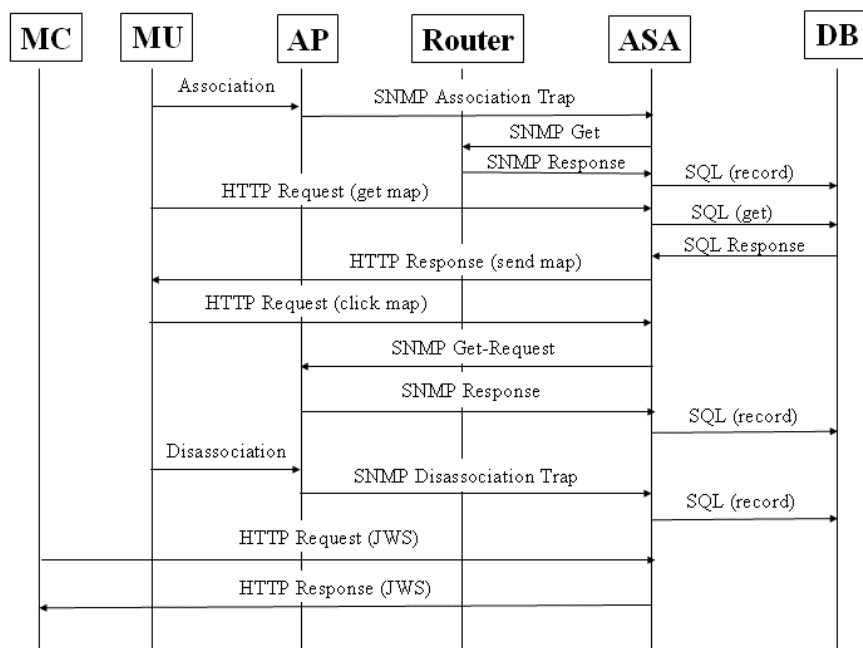 MC MU AP Router ASA DB
Association
SNMP Association Trap
SNMP Get
SNMP Response
SQL (record)
HTTP Request (get map)
SQL (get)
SQL Response
HTTP Response (send map)
HTTP Request (click map)
SNMP Get-Request
SNMP Response
SQL (record)
Disassociation
SNMP Disassociation Trap
SQL (record)
HTTP Request (JWS)
HTTP Response (JWS)